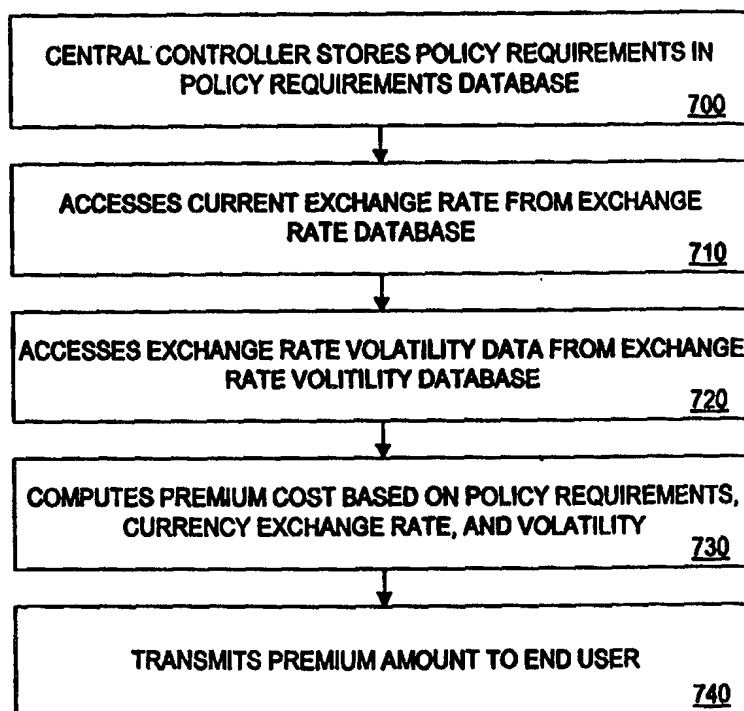 CENTRAL CONTROLLER STORES POLICY REQUIREMENTS IN
POLICY REQUIREMENTS DATABASE
700
ACCESSES CURRENT EXCHANGE RATE FROM EXCHANGE
RATE DATABASE
710
ACCESSES EXCHANGE RATE VOLATILITY DATA FROM EXCHANGE
RATE VOLITILITY DATABASE
720
COMPUTES PREMIUM COST BASED ON POLICY REQUIREMENTS,
CURRENCY EXCHANGE RATE, AND VOLATILITY
730
TRANSMITS PREMIUM AMOUNT TO END USER
740